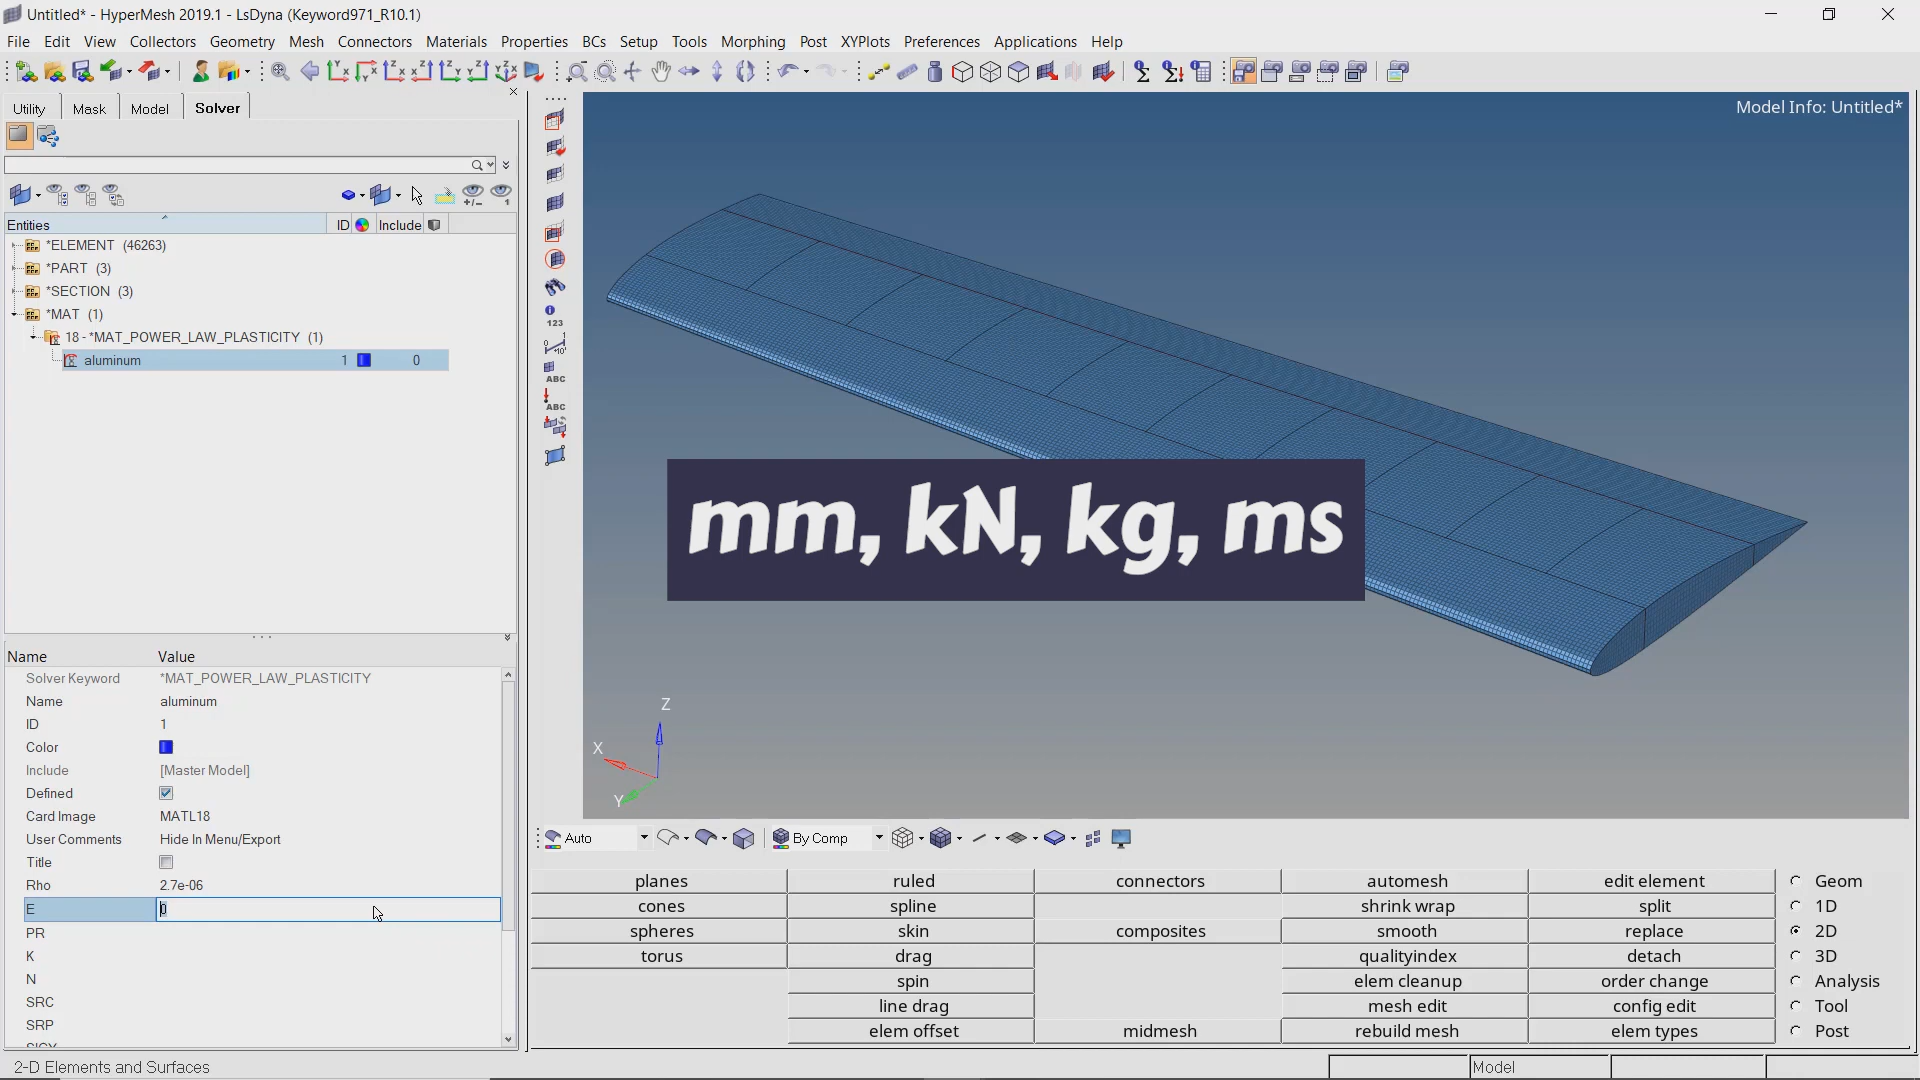 Untitled* - HyperMesh 2019.1 - LsDyna (Keyword971_R10.1)
File Edit View Collectors Geometry Mesh Connectors Materials Properties BCs Setup Tools Morphing Post XYPlots Preferences Applications Help
Utility Mask Model Solver
Model Info: Untitled*
Entities ID Include
*ELEMENT (46263)
*PART (3)
*SECTION (3)
*MAT (1)
18 - *MAT_POWER_LAW_PLASTICITY (1)
aluminum 1 0
123
ABC
ABC
mm, kN, kg, ms
Name Value
Solver Keyword *MAT_POWER_LAW_PLASTICITY
Name aluminum
ID 1
Color
Include [Master Model]
Defined
Card Image MATL18
User Comments Hide In Menu/Export
Title
Rho 2.7e-06
E 0
PR
K
N
SRC
SRP
SIGY
Z
X
Y
Auto By Comp
planes ruled connectors automesh edit element Geom
cones spline shrink wrap split 1D
spheres skin composites smooth replace 2D
torus drag qualityindex detach 3D
spin elem cleanup order change Analysis
line drag mesh edit config edit Tool
elem offset midmesh rebuild mesh elem types Post
2-D Elements and Surfaces Model